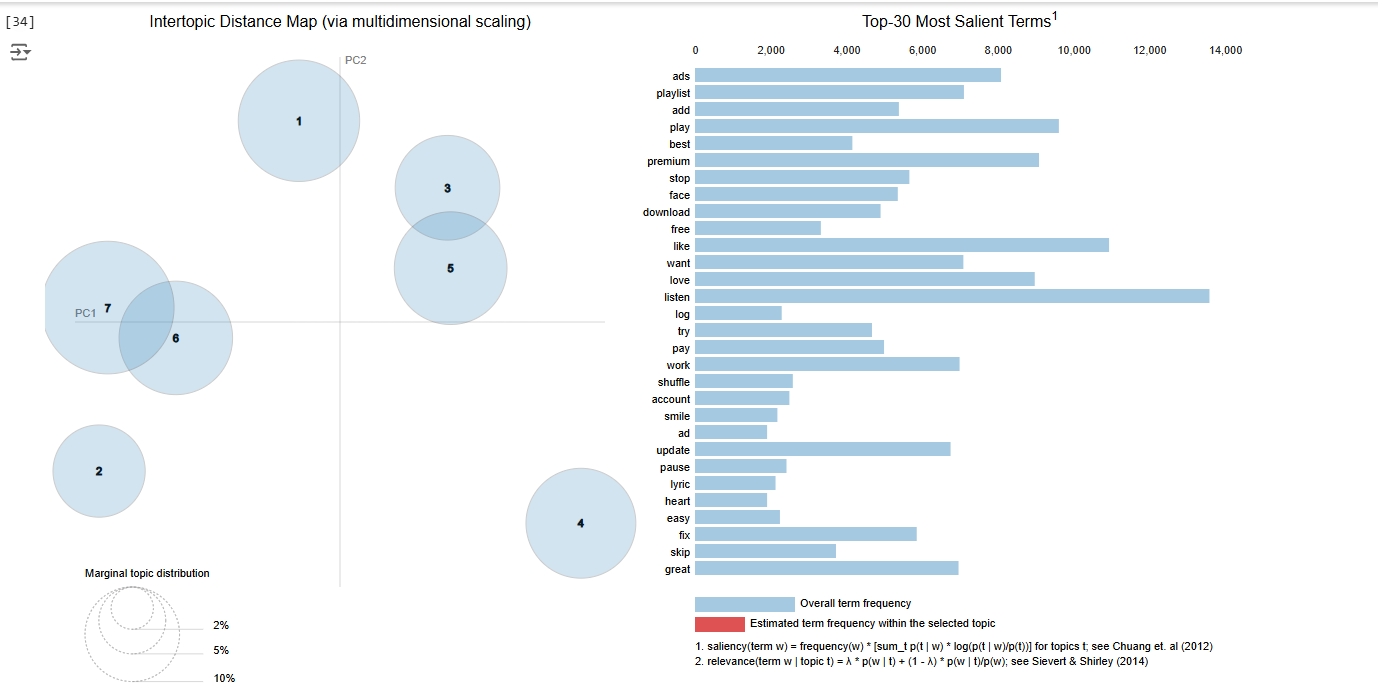 [34]
Intertopic Distance Map (via multidimensional scaling)
PC2
1
3
5
7
PC1
6
2
4
Marginal topic distribution
2%
5%
10%
Top-30 Most Salient Terms1
0 2,000 4,000 6,000 8,000 10,000 12,000 14,000
ads
playlist
add
play
best
premium
stop
face
download
free
like
want
love
listen
log
try
pay
work
shuffle
account
smile
ad
update
pause
lyric
heart
easy
fix
skip
great
Overall term frequency
Estimated term frequency within the selected topic
1. saliency(term w) = frequency(w) * [sum_t p(t | w) * log(p(t | w)/p(t))] for topics t; see Chuang et. al (2012)
2. relevance(term w | topic t) = λ * p(w | t) + (1 - λ) * p(w | t)/p(w); see Sievert & Shirley (2014)